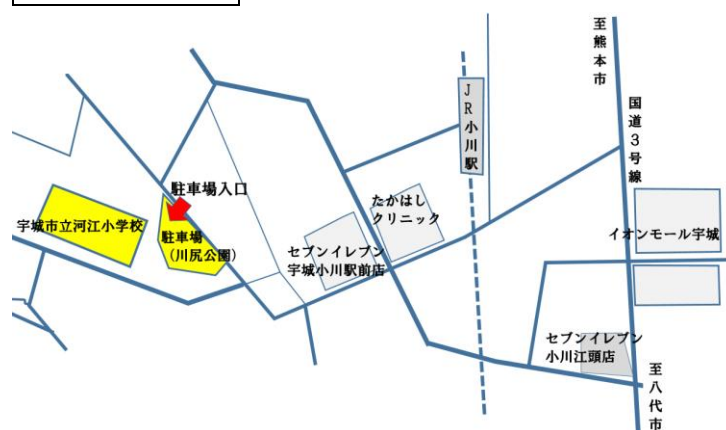 至熊本市
国道3号線
JR小川駅
駐車場入口
たかはし
クリニック
宇城市立河江小学校
駐車場
(川尻公園)
セブンイレブン
宇城小川駅前店
イオンモール宇城
セブンイレブン
小川江頭店
至八代市